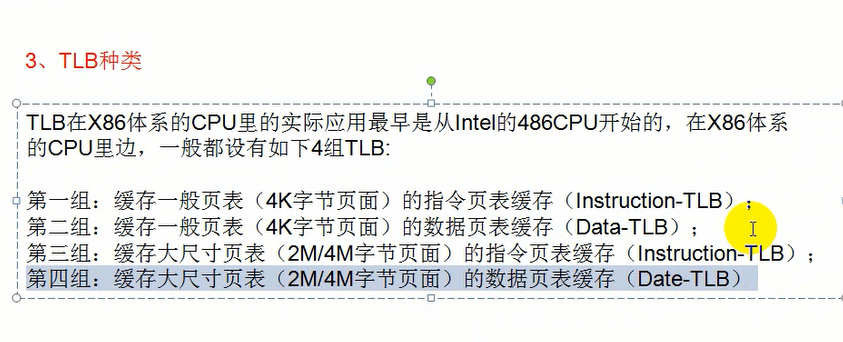 3、TLB种类
TLB在X86体系的CPU里的实际应用最早是从Intel的486CPU开始的，在X86体系
的CPU里边，一般都设有如下4组TLB:
第一组：缓存一般页表（4K字节页面）的指令页表缓存（Instruction-TLB）；
第二组：缓存一般页表（4K字节页面）的数据页表缓存（Data-TLB）；
第三组：缓存大尺寸页表（2M/4M字节页面）的指令页表缓存（Instruction-TLB）；
第四组：缓存大尺寸页表（2M/4M字节页面）的数据页表缓存（Date-TLB）